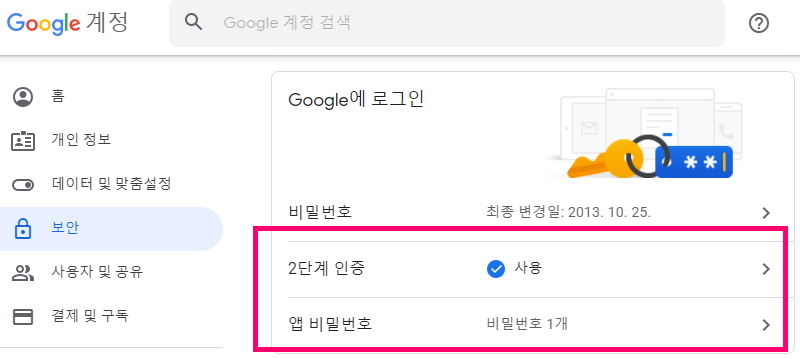 Google 계정
Google 계정 검색
홈
개인 정보
데이터 및 맞춤설정
보안
사용자 및 공유
결제 및 구독
Google에 로그인
**
비밀번호 최종 변경일: 2013. 10. 25.
2단계 인증 사용
앱 비밀번호 비밀번호 1개